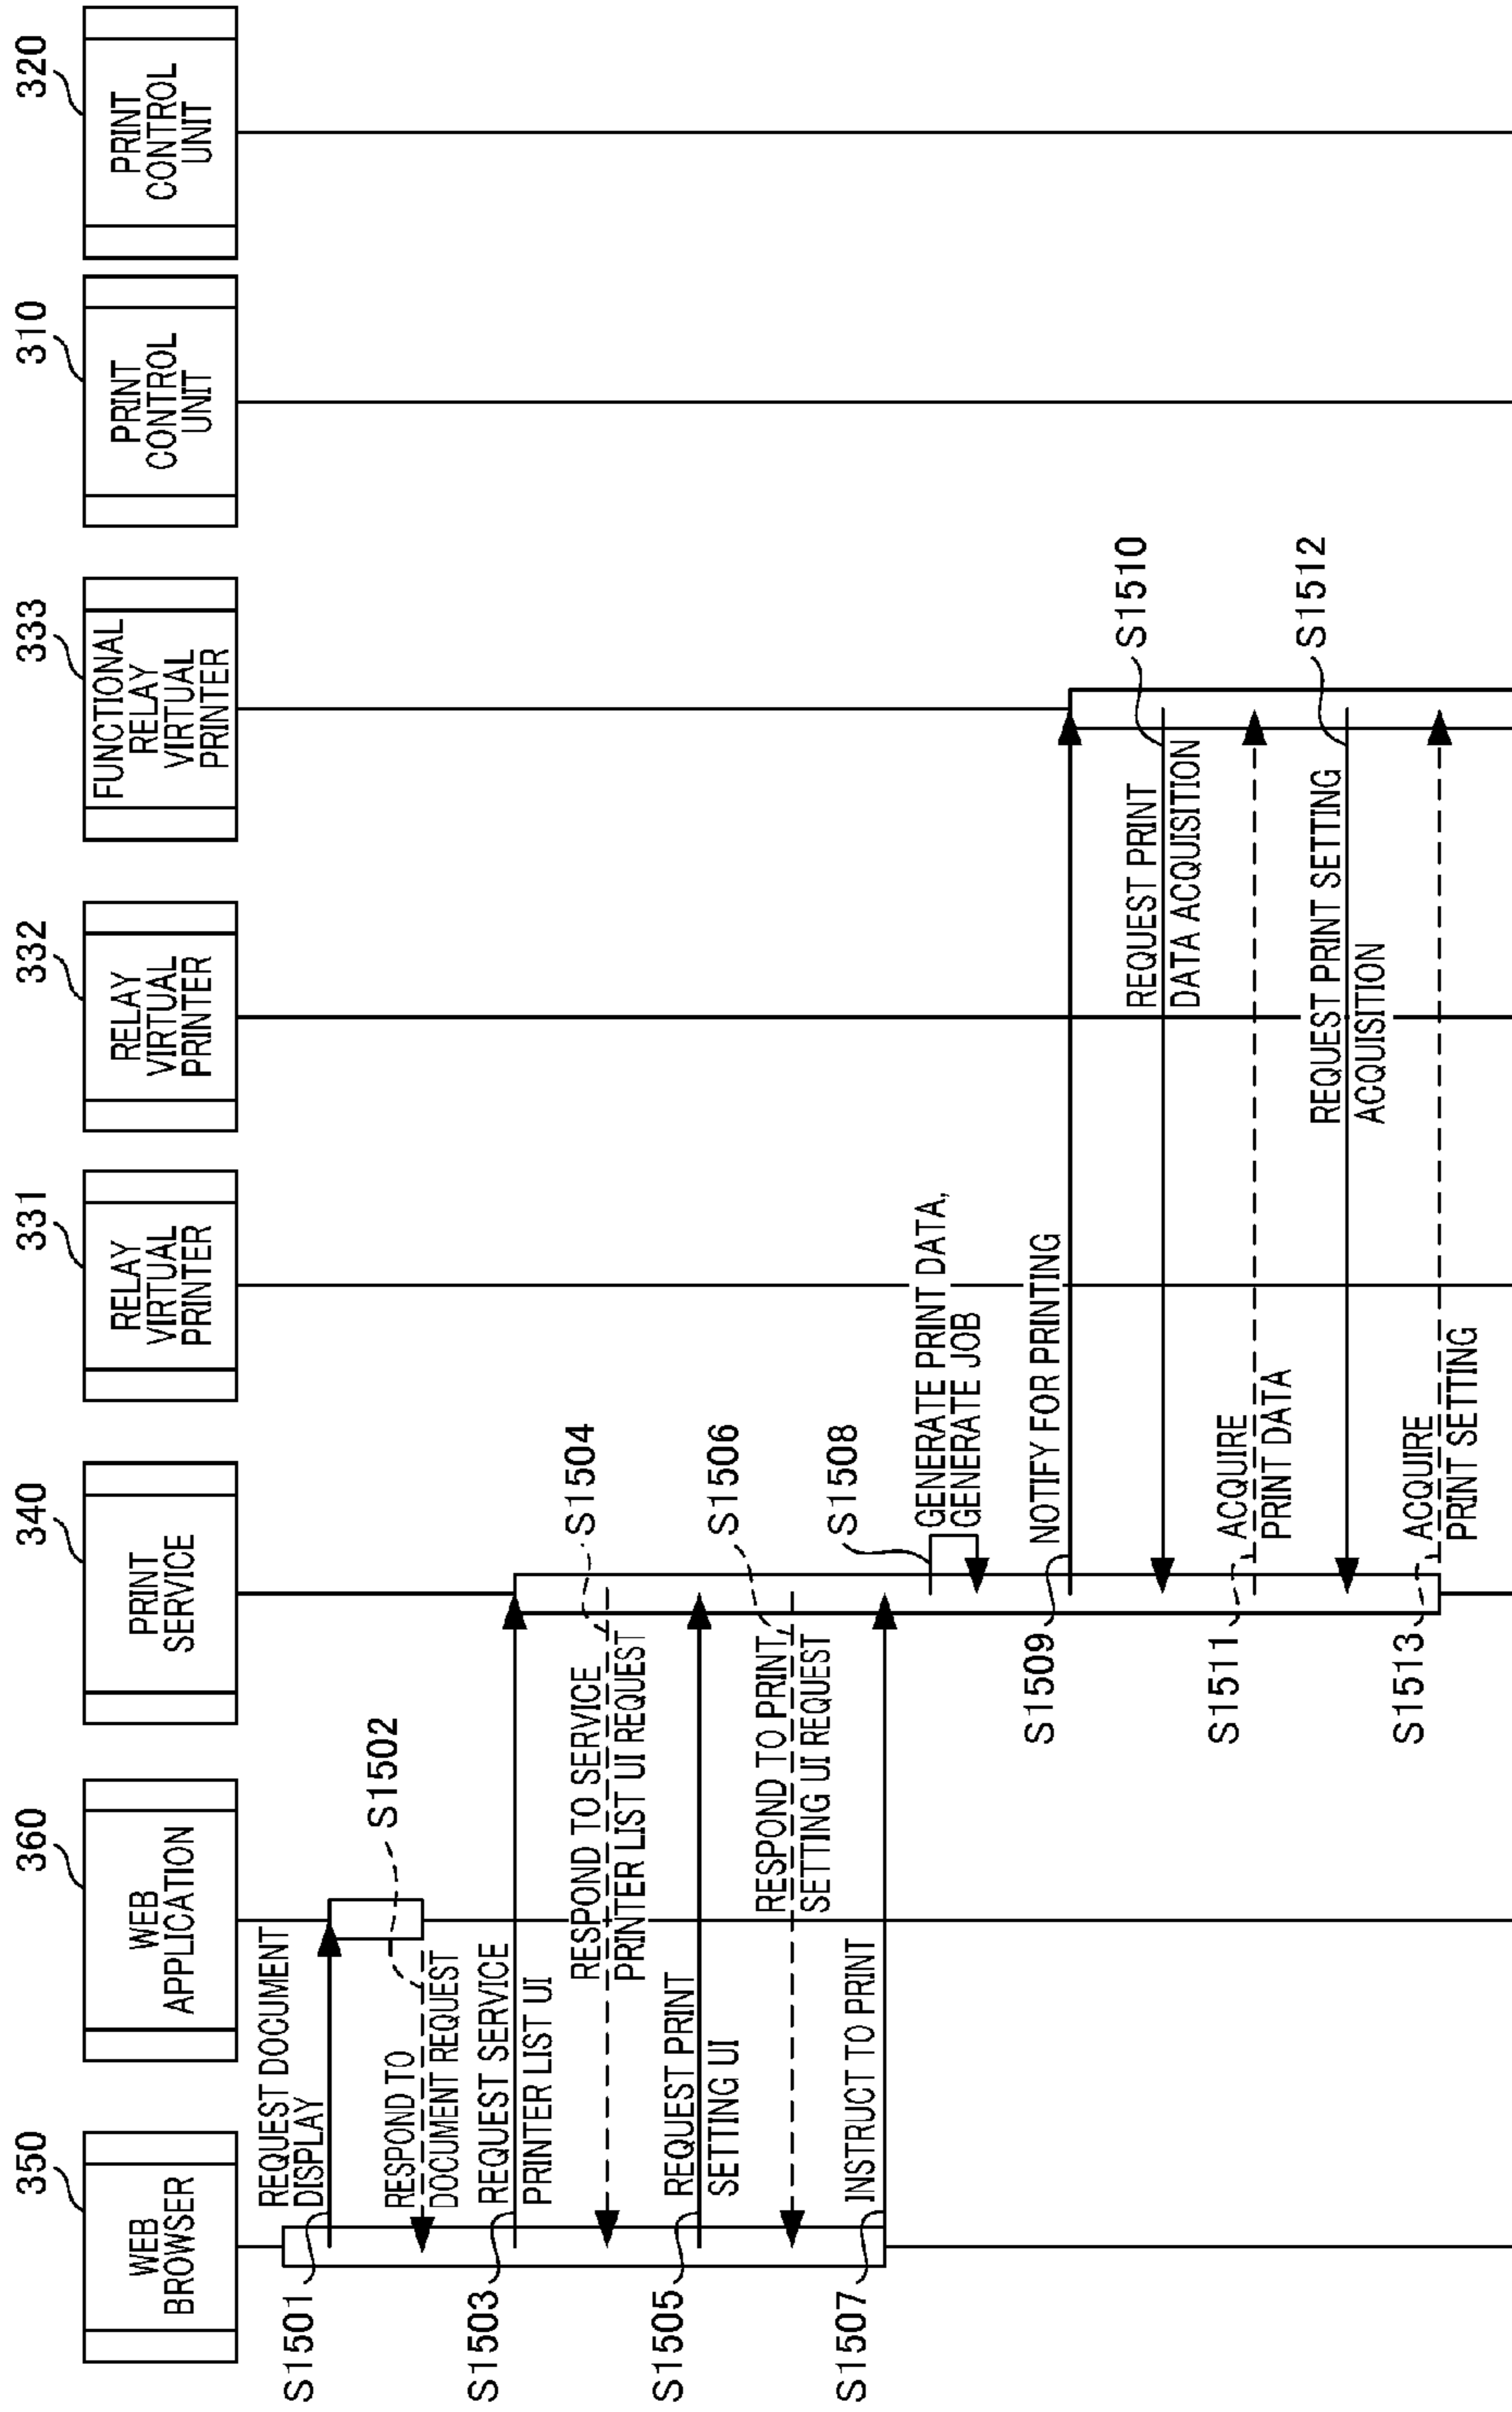 350
WEB
BROWSER
360
WEB
APPLICATION
340
PRINT
SERVICE
331
RELAY
VIRTUAL
PRINTER
332
RELAY
VIRTUAL
PRINTER
333
FUNCTIONAL
RELAY
VIRTUAL
PRINTER
310
PRINT
CONTROL
UNIT
320
PRINT
CONTROL
UNIT
S1501
REQUEST DOCUMENT
DISPLAY
S1502
RESPOND TO
DOCUMENT REQUEST
S1503
REQUEST SERVICE
PRINTER LIST UI
S1504
RESPOND TO SERVICE
PRINTER LIST UI REQUEST
S1505
REQUEST PRINT
SETTING UI
S1506
RESPOND TO PRINT
SETTING UI REQUEST
S1507
INSTRUCT TO PRINT
S1508
GENERATE PRINT DATA,
GENERATE JOB
S1509
NOTIFY FOR PRINTING
S1510
REQUEST PRINT
DATA ACQUISITION
S1511
ACQUIRE
PRINT DATA
S1512
REQUEST PRINT SETTING
ACQUISITION
S1513
ACQUIRE
PRINT SETTING